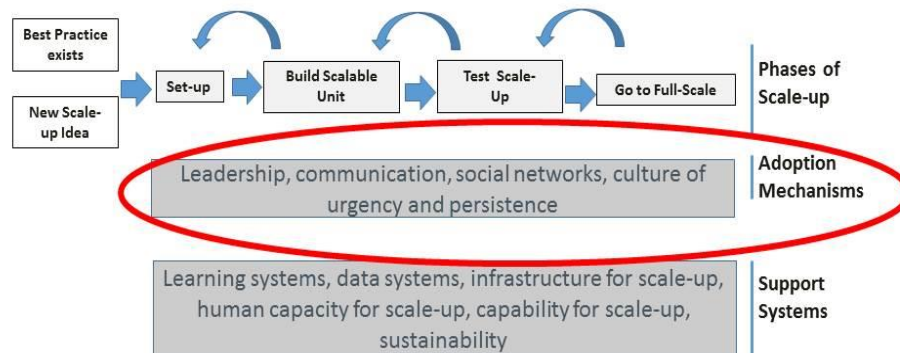 Best Practice
exists
New Scale-
up Idea
Set-up
Build Scalable
Unit
Test Scale-
Up
Go to Full-Scale
Phases of
Scale-up
Leadership, communication, social networks, culture of
urgency and persistence
Adoption
Mechanisms
Learning systems, data systems, infrastructure for scale-up,
human capacity for scale-up, capability for scale-up,
sustainability
Support
Systems